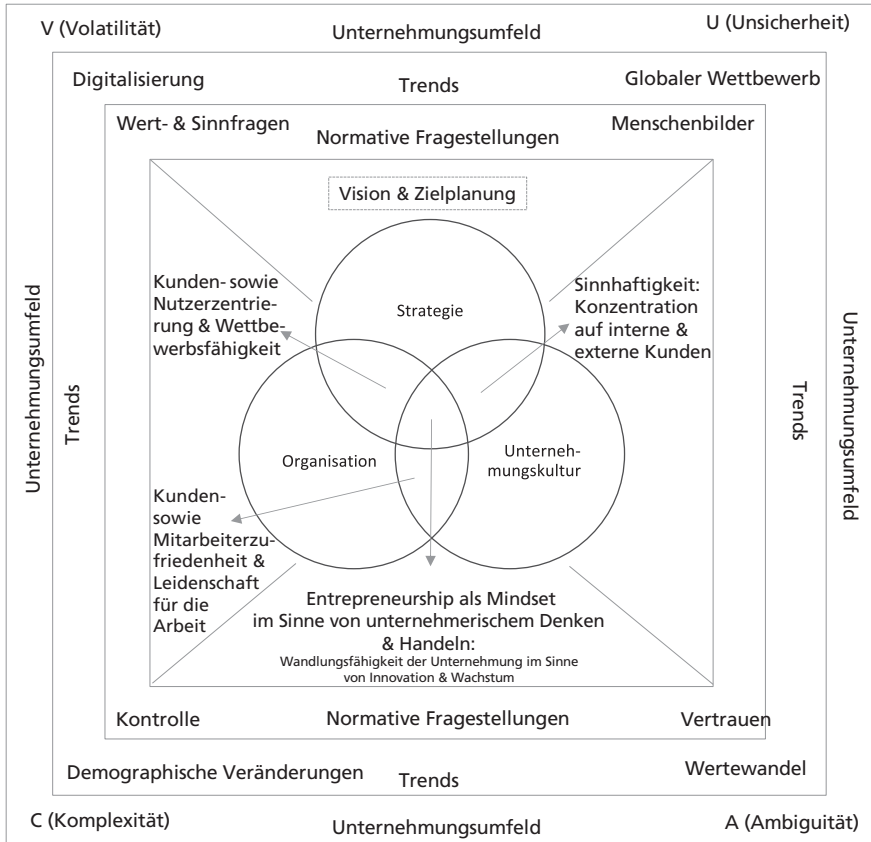 V (Volatilität)
Unternehmungsumfeld
U (Unsicherheit)
Digitalisierung
Trends
Globaler Wettbewerb
Wert- & Sinnfragen
Normative Fragestellungen
Menschenbilder
Vision & Zielplanung
Kunden- sowie
Nutzerzentrie-
rung & Wettbe-
werbsfähigkeit
Strategie
Sinnhaftigkeit:
Konzentration
auf interne &
externe Kunden
Unternehmungsumfeld
Trends
Trends
Unternehmungsumfeld
Organisation
Unterneh-
mungskultur
Kunden-
sowie
Mitarbeiterzu-
friedenheit &
Leidenschaft
für die
Arbeit
Entrepreneurship als Mindset
im Sinne von unternehmerischem Denken
& Handeln:
Wandlungsfähigkeit der Unternehmung im Sinne
von Innovation & Wachstum
Kontrolle
Normative Fragestellungen
Vertrauen
Demographische Veränderungen
Trends
Wertewandel
C (Komplexität)
Unternehmungsumfeld
A (Ambiguität)